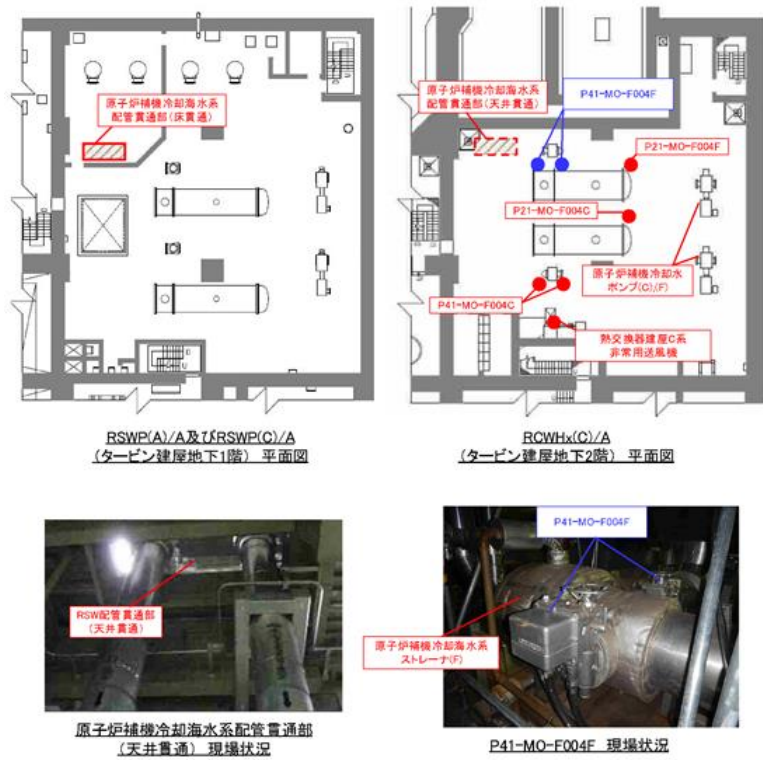 原子炉補機冷却海水系
配管貫通部(床貫通)
RSWP(A)/A及びRSWP(C)/A
(タービン建屋地下1階) 平面図
原子炉補機冷却海水系
配管貫通部(天井貫通)
P41-MO-F004F
P21-MO-F004F
P21-MO-F004C
原子炉補機冷却水
ポンプ(C),(F)
P41-MO-F004C
熱交換器建屋C系
非常用送風機
RCWHx(C)/A
(タービン建屋地下2階) 平面図
RSW配管貫通部
(天井貫通)
原子炉補機冷却海水系配管貫通部
(天井貫通) 現場状況
P41-MO-F004F
原子炉補機冷却海水系
ストレーナ(F)
P41-MO-F004F 現場状況